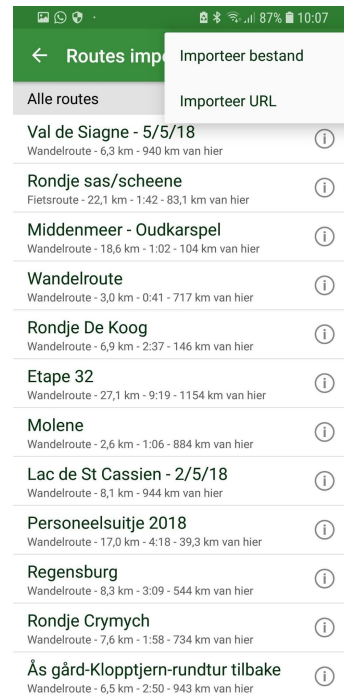 87% 10:07
← Routes impo
Importeer bestand
Importeer URL
Alle routes
Val de Siagne - 5/5/18
Wandelroute - 6,3 km - 940 km van hier
Rondje sas/scheene
Fietsroute - 22,1 km - 1:42 - 83,1 km van hier
Middenmeer - Oudkarspel
Wandelroute - 18,6 km - 1:02 - 104 km van hier
Wandelroute
Wandelroute - 3,0 km - 0:41 - 717 km van hier
Rondje De Koog
Wandelroute - 6,9 km - 2:37 - 146 km van hier
Etape 32
Wandelroute - 27,1 km - 9:19 - 1154 km van hier
Molene
Wandelroute - 2,6 km - 1:06 - 884 km van hier
Lac de St Cassien - 2/5/18
Wandelroute - 8,1 km - 944 km van hier
Personeelsuitje 2018
Wandelroute - 17,0 km - 4:18 - 39,3 km van hier
Regensburg
Wandelroute - 8,3 km - 3:09 - 544 km van hier
Rondje Crymych
Wandelroute - 7,6 km - 1:58 - 734 km van hier
Ås gård-Klopptjern-rundtur tilbake
Wandelroute - 6,5 km - 2:50 - 943 km van hier